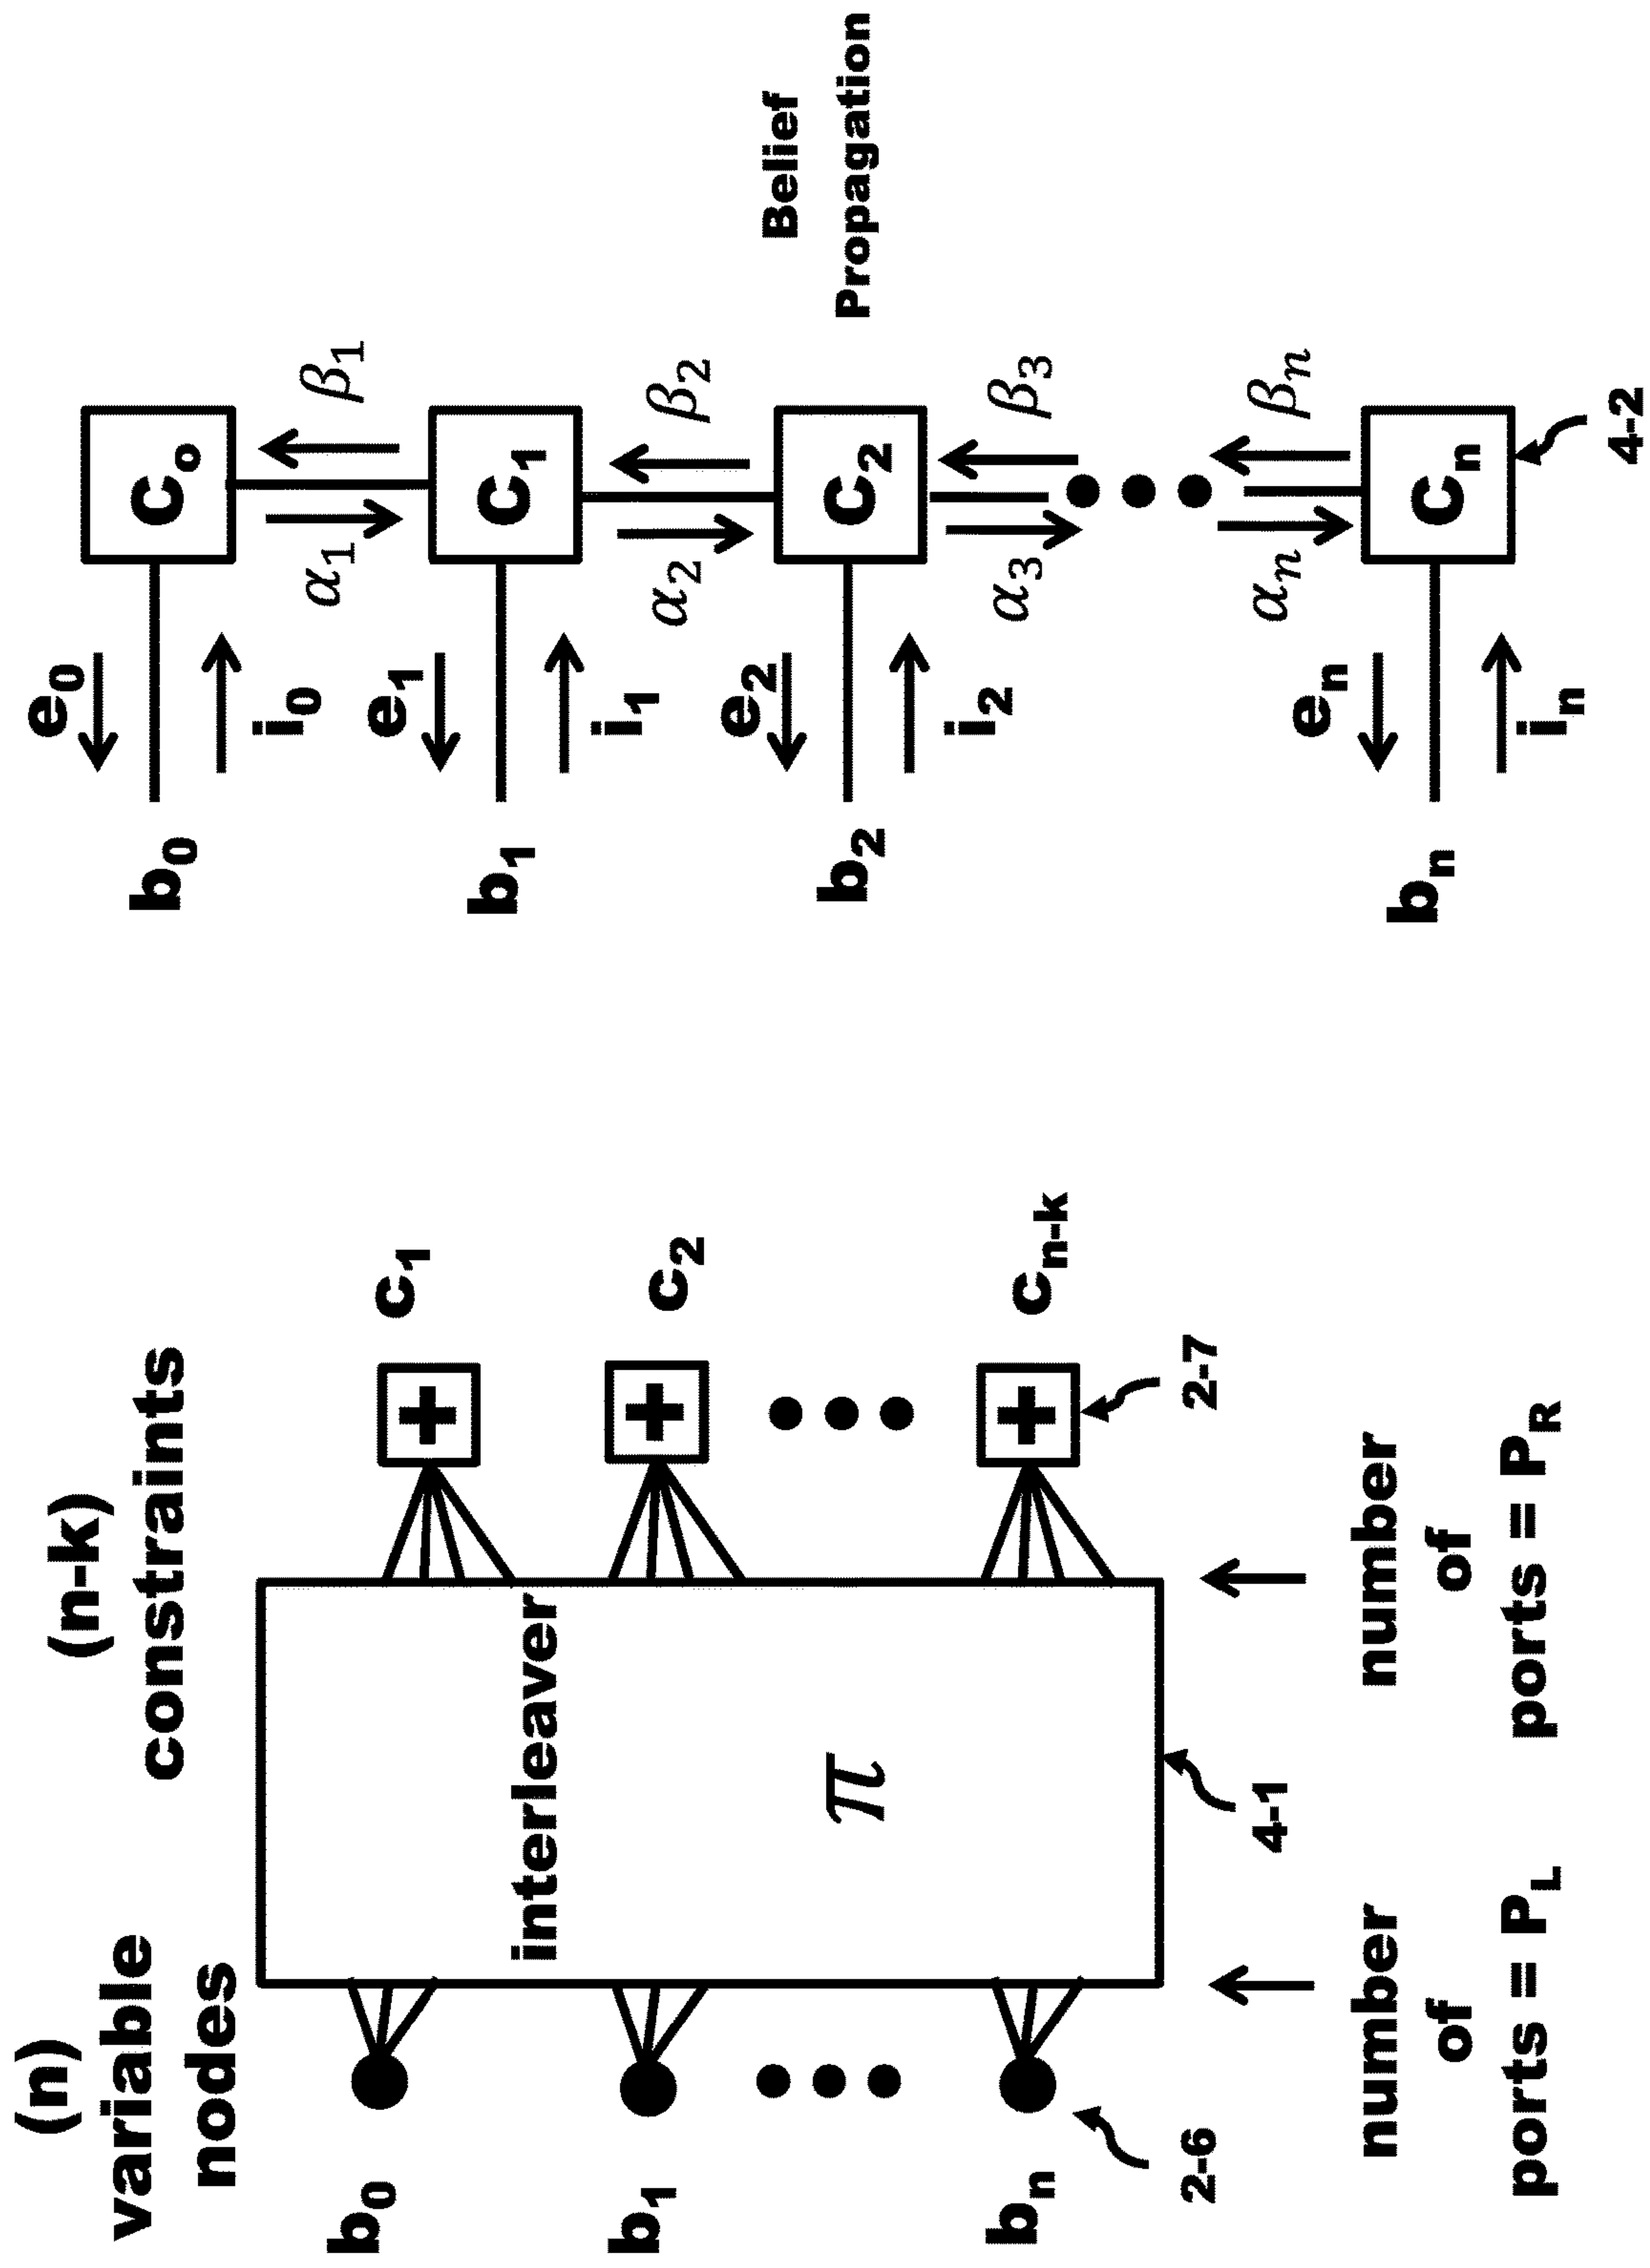 (n)
variable
nodes
(n-k)
constraints
b₀
b₁
bₙ
2-6
interleaver
π
4-1
c₁
c₂
cₙ₋ₖ
2-7
number
of
ports = P_L
number
of
ports = P_R
b₀
e₀
i₀
C₀
α₁
β₁
b₁
e₁
i₁
C₁
α₂
β₂
b₂
e₂
i₂
C₂
α₃
β₃
bₙ
eₙ
iₙ
Cₙ
αₙ
βₙ
4-2
Belief
Propagation